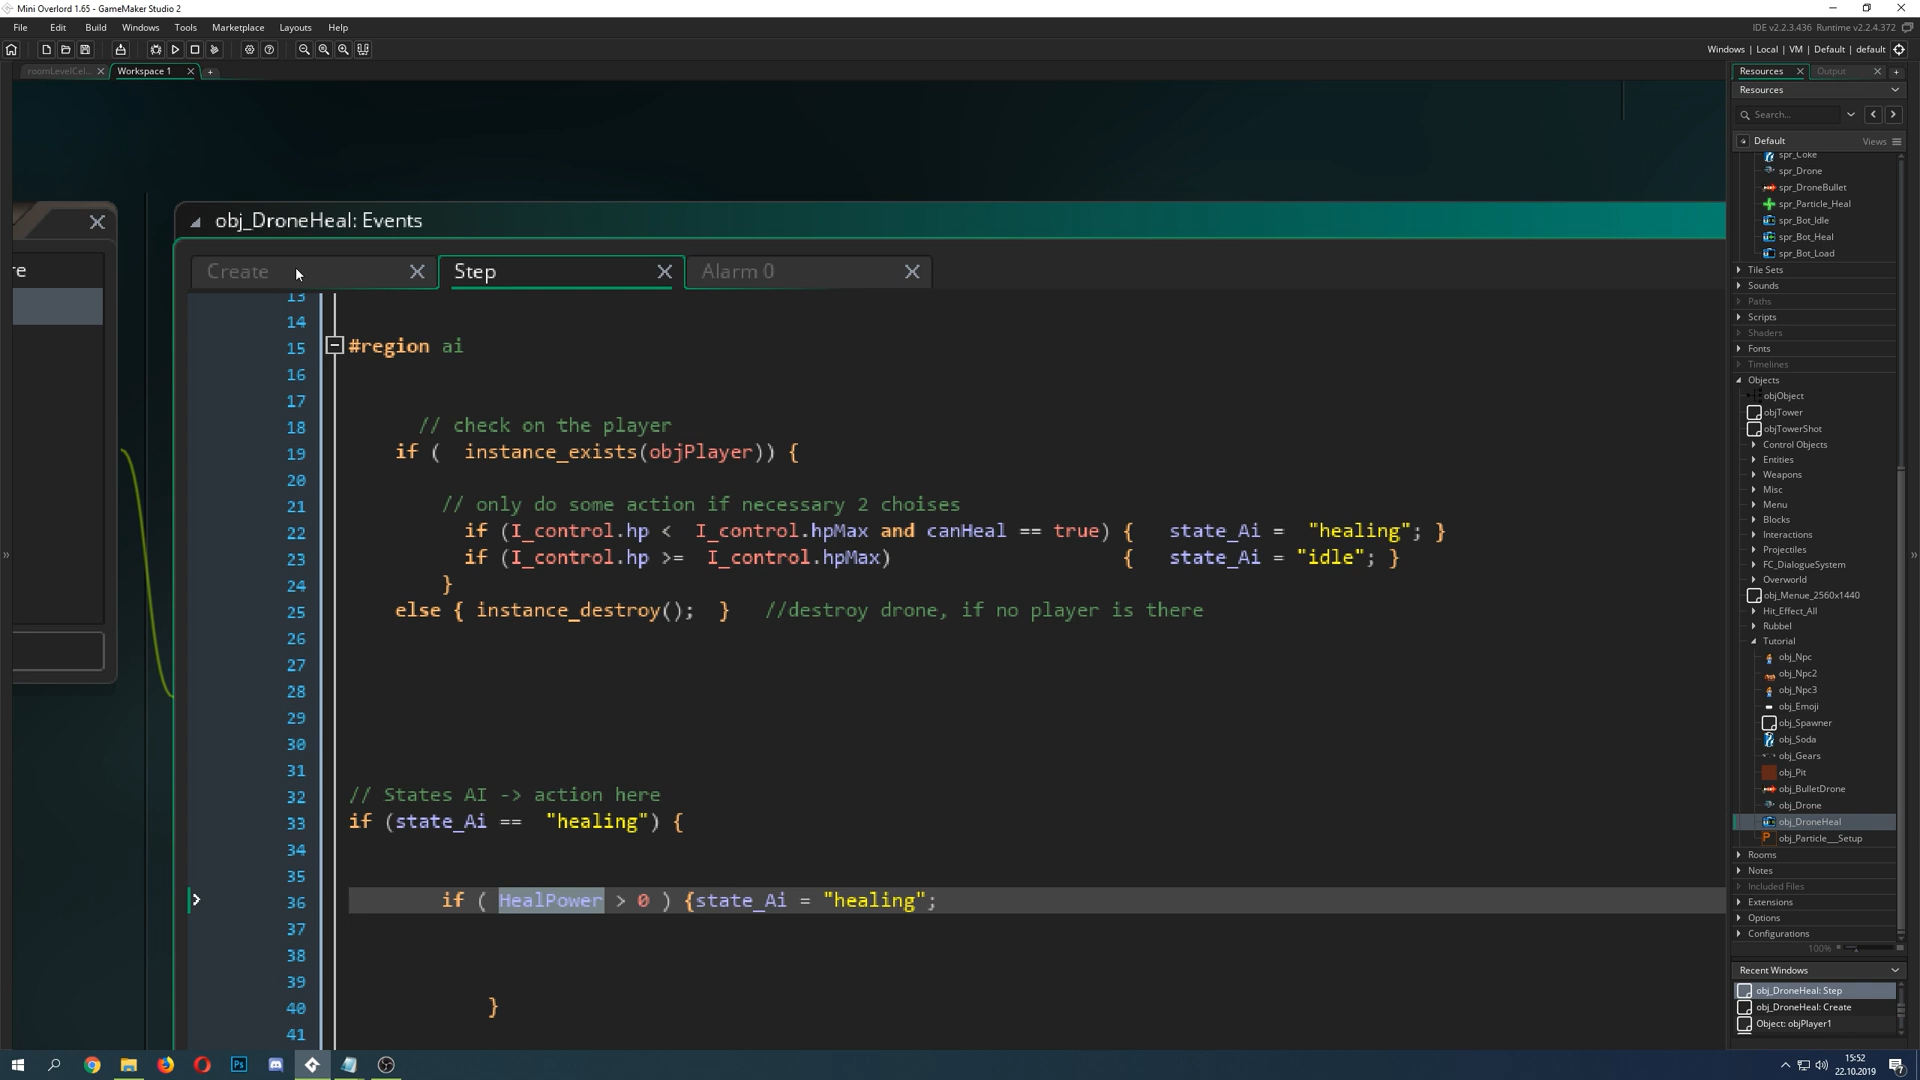 Mini Overlord 1.65 - GameMaker Studio 2
File Edit Build Windows Tools Marketplace Layouts Help
IDE v2.2.3.436 Runtime v2.2.4.372
Windows | Local | VM | Default | default
roomLevelCel...
Workspace 1
re
obj_DroneHeal: Events
Create
Step
Alarm 0
13
14
15 #region ai
16
17
18 // check on the player
19 if (  instance_exists(objPlayer)) {
20
21 // only do some action if necessary 2 choises
22 if (I_control.hp <  I_control.hpMax and canHeal == true) {   state_Ai =  "healing"; }
23 if (I_control.hp >=  I_control.hpMax) {   state_Ai = "idle"; }
24 }
25 else { instance_destroy();  }   //destroy drone, if no player is there
26
27
28
29
30
31
32 // States AI -> action here
33 if (state_Ai ==  "healing") {
34
35
36 if ( HealPower > 0 ) {state_Ai = "healing";
37
38
39
40 }
41
Resources
Output
Resources
Search...
Default
Views
spr_Coke
spr_Drone
spr_DroneBullet
spr_Particle_Heal
spr_Bot_Idle
spr_Bot_Heal
spr_Bot_Load
Tile Sets
Sounds
Paths
Scripts
Shaders
Fonts
Timelines
Objects
objObject
objTower
objTowerShot
Control Objects
Entities
Weapons
Misc
Menu
Blocks
Interactions
Projectiles
FC_DialogueSystem
Overworld
obj_Menue_2560x1440
Hit_Effect_All
Rubbel
Tutorial
obj_Npc
obj_Npc2
obj_Npc3
obj_Emoji
obj_Spawner
obj_Soda
obj_Gears
obj_Pit
obj_BulletDrone
obj_Drone
obj_DroneHeal
obj_Particle__Setup
Rooms
Notes
Included Files
Extensions
Options
Configurations
100%
Recent Windows
obj_DroneHeal: Step
obj_DroneHeal: Create
Object: objPlayer1
Ps
15:52
22.10.2019
7